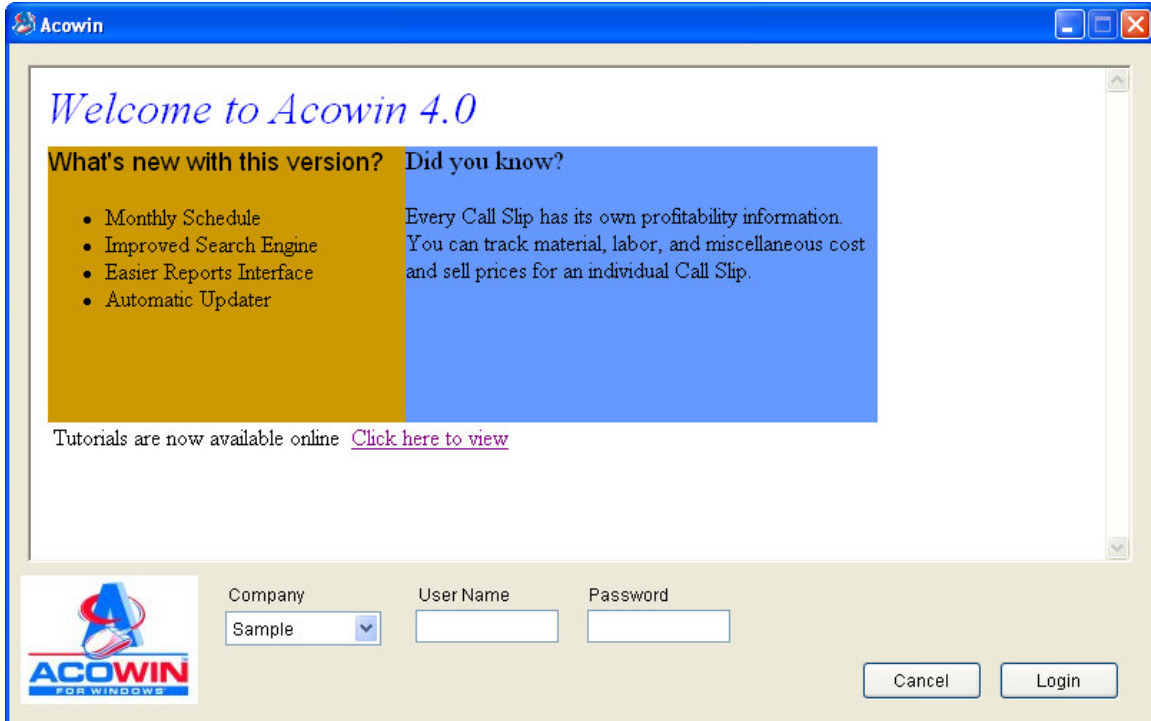 Acowin
Welcome to Acowin 4.0
What's new with this version?
• Monthly Schedule
• Improved Search Engine
• Easier Reports Interface
• Automatic Updater
Did you know?
Every Call Slip has its own profitability information.
You can track material, labor, and miscellaneous cost
and sell prices for an individual Call Slip.
Tutorials are now available online Click here to view
Company
Sample
User Name
Password
ACOWIN
FOR WINDOWS
Cancel
Login